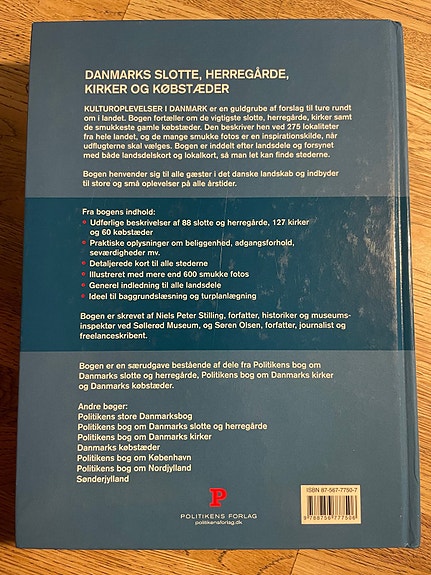 DANMARKS SLOTTE, HERREGÅRDE,
KIRKER OG KØBSTÆDER
KULTUROPLEVELSER I DANMARK er en guldgrube af forslag til ture rundt
om i landet. Bogen fortæller om de vigtigste slotte, herregårde, kirker samt
de smukkeste gamle købstæder. Den beskriver hen ved 275 lokaliteter
fra hele landet, og de mange smukke fotos er en inspirationskilde, når
udflugterne skal vælges. Bogen er inddelt efter landsdele og forsynet
med både landsdelskort og lokalkort, så man let kan finde stederne.
Bogen henvender sig til alle gæster i det danske landskab og indbyder
til store og små oplevelser på alle årstider.
Fra bogens indhold:
• Udførlige beskrivelser af 88 slotte og herregårde, 127 kirker
og 60 købstæder
• Praktiske oplysninger om beliggenhed, adgangsforhold,
seværdigheder mv.
• Detaljerede kort til alle stederne
• Illustreret med mere end 600 smukke fotos
• Generel indledning til alle landsdele
• Ideel til baggrundslæsning og turplanlægning
Bogen er skrevet af Niels Peter Stilling, forfatter, historiker og museums-
inspektør ved Søllerød Museum, og Søren Olsen, forfatter, journalist og
freelanceskribent.
Bogen er en særudgave bestående af dele fra Politikens bog om
Danmarks slotte og herregårde, Politikens bog om Danmarks kirker
og Danmarks købstæder.
Andre bøger:
Politikens store Danmarksbog
Politikens bog om Danmarks slotte og herregårde
Politikens bog om Danmarks kirker
Danmarks købstæder
Politikens bog om København
Politikens bog om Nordjylland
Sønderjylland
P
POLITIKENS FORLAG
politikensforlag.dk
ISBN 87-567-7750-7
9 788756 777506